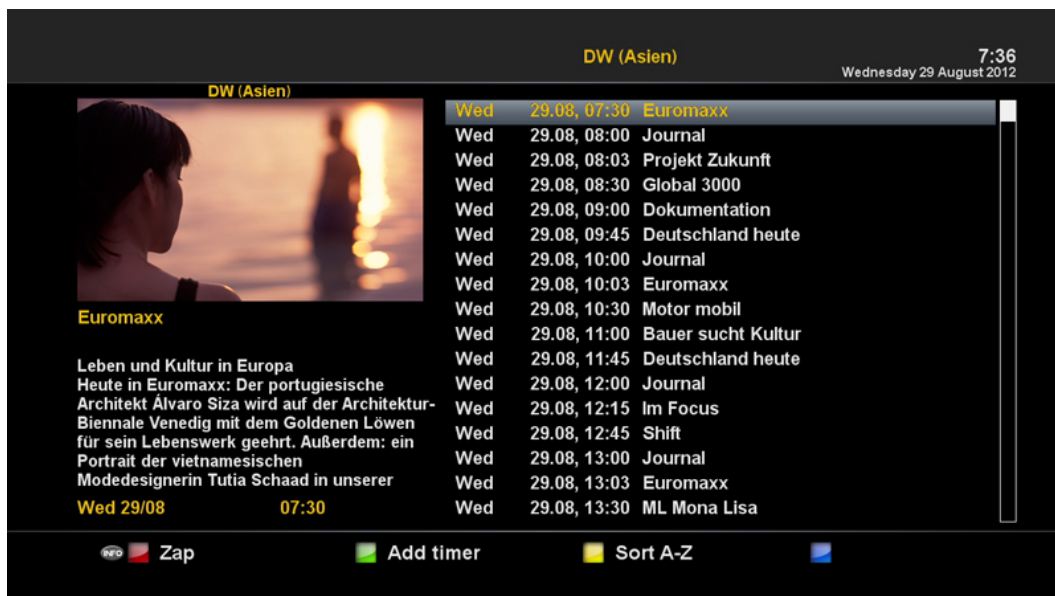 DW (Asien)
7:36
Wednesday 29 August 2012
DW (Asien)
Wed 29.08, 07:30 Euromaxx
Wed 29.08, 08:00 Journal
Wed 29.08, 08:03 Projekt Zukunft
Wed 29.08, 08:30 Global 3000
Wed 29.08, 09:00 Dokumentation
Wed 29.08, 09:45 Deutschland heute
Wed 29.08, 10:00 Journal
Wed 29.08, 10:03 Euromaxx
Wed 29.08, 10:30 Motor mobil
Wed 29.08, 11:00 Bauer sucht Kultur
Wed 29.08, 11:45 Deutschland heute
Wed 29.08, 12:00 Journal
Wed 29.08, 12:15 Im Focus
Wed 29.08, 12:45 Shift
Wed 29.08, 13:00 Journal
Wed 29.08, 13:03 Euromaxx
Wed 29.08, 13:30 ML Mona Lisa
Euromaxx
Leben und Kultur in Europa
Heute in Euromaxx: Der portugiesische
Architekt Álvaro Siza wird auf der Architektur-
Biennale Venedig mit dem Goldenen Löwen
für sein Lebenswerk geehrt. Außerdem: ein
Portrait der vietnamesischen
Modedesignerin Tutia Schaad in unserer
Wed 29/08 07:30
INFO Zap Add timer Sort A-Z